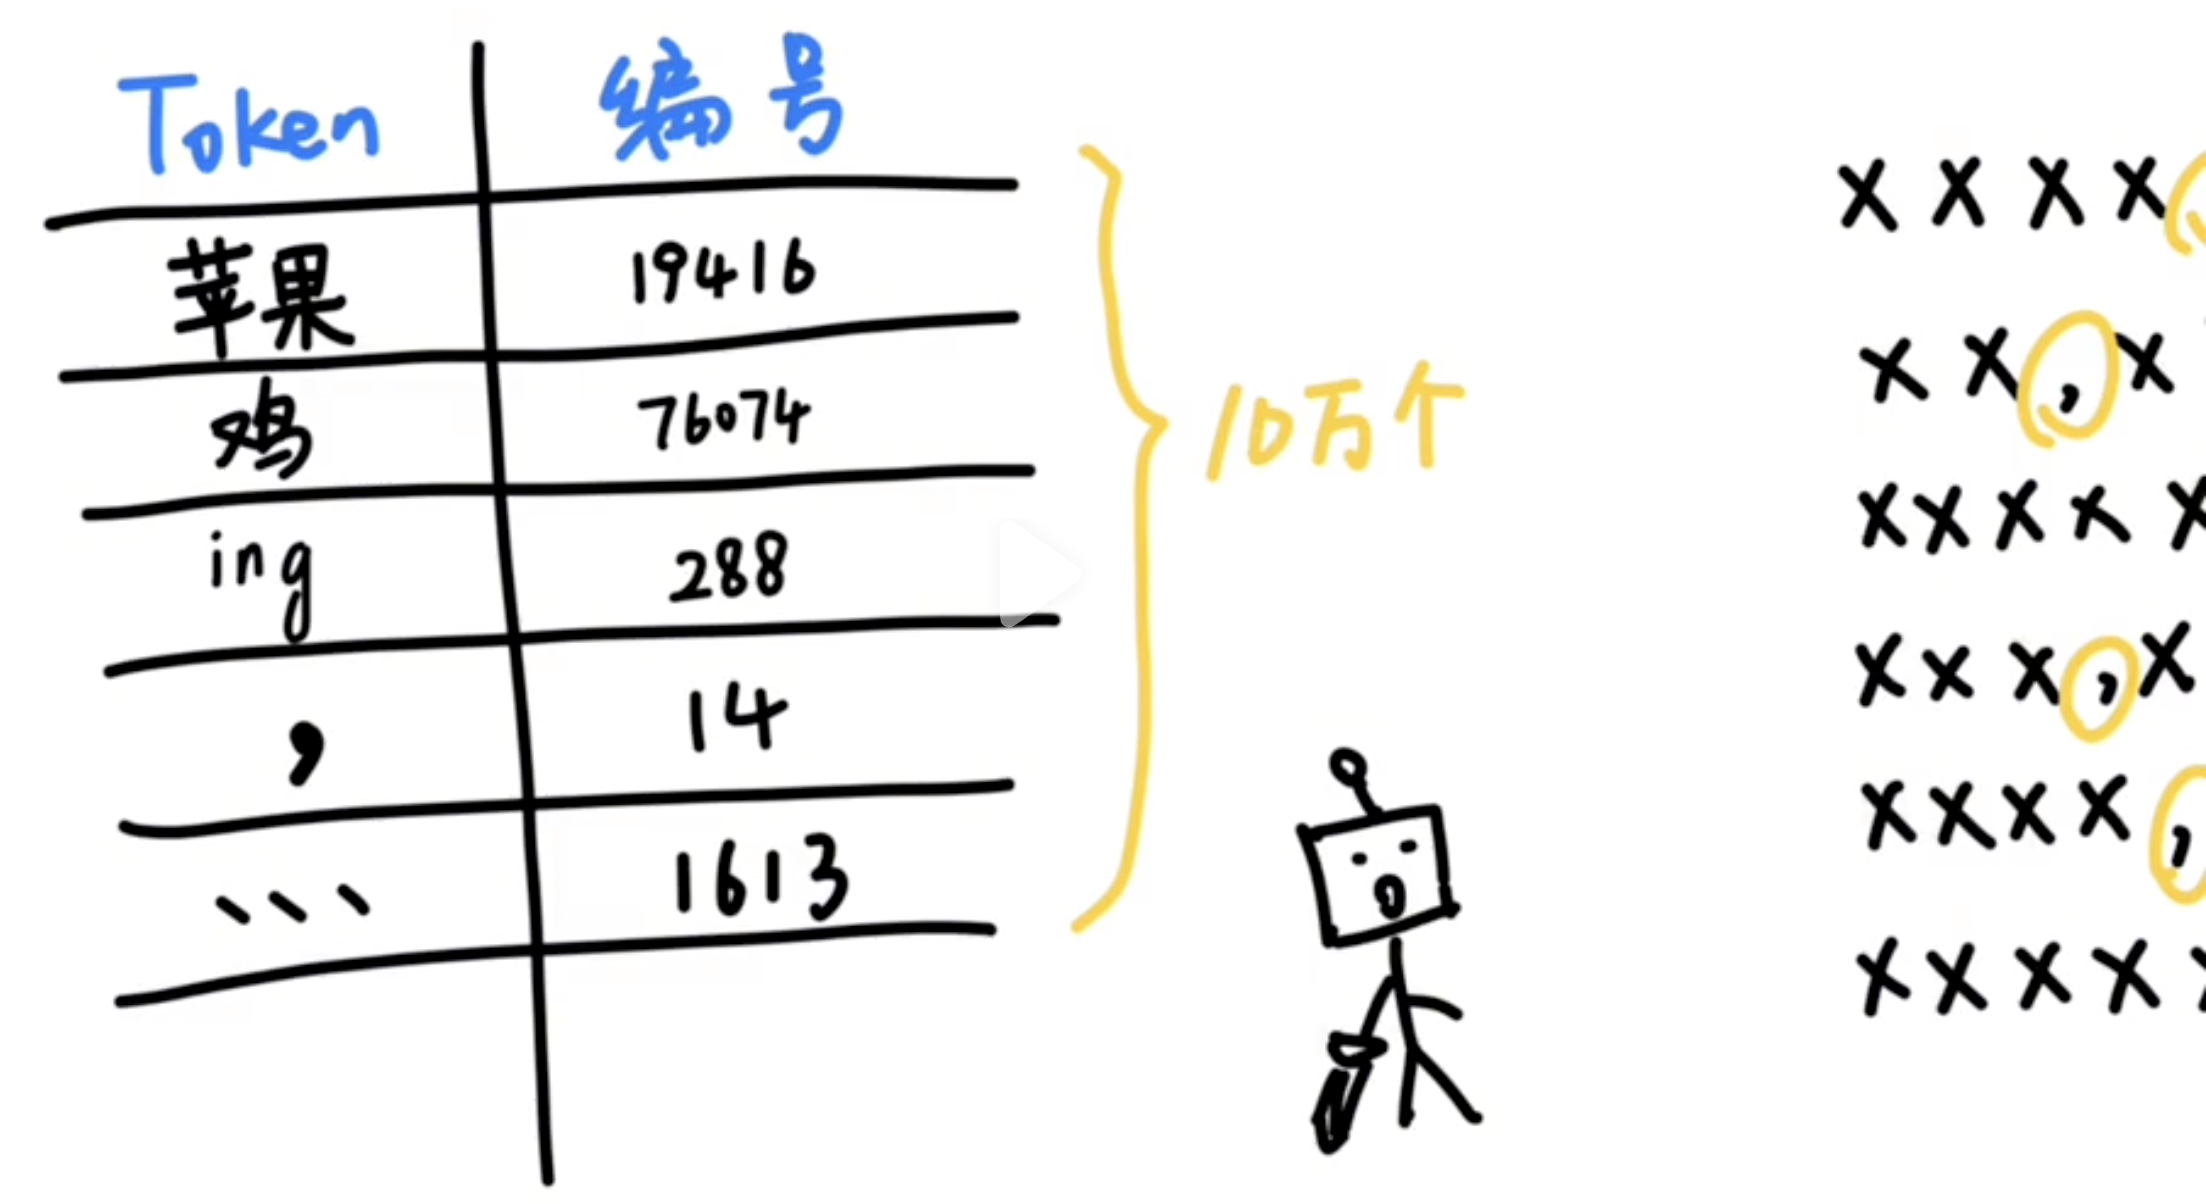 Token 编号
苹果 19416
鸡 76074
ing 288
, 14
、、、 1613
10万个
x x x x
x x , x
x x x x x
x x x , x
x x x x ,
x x x x